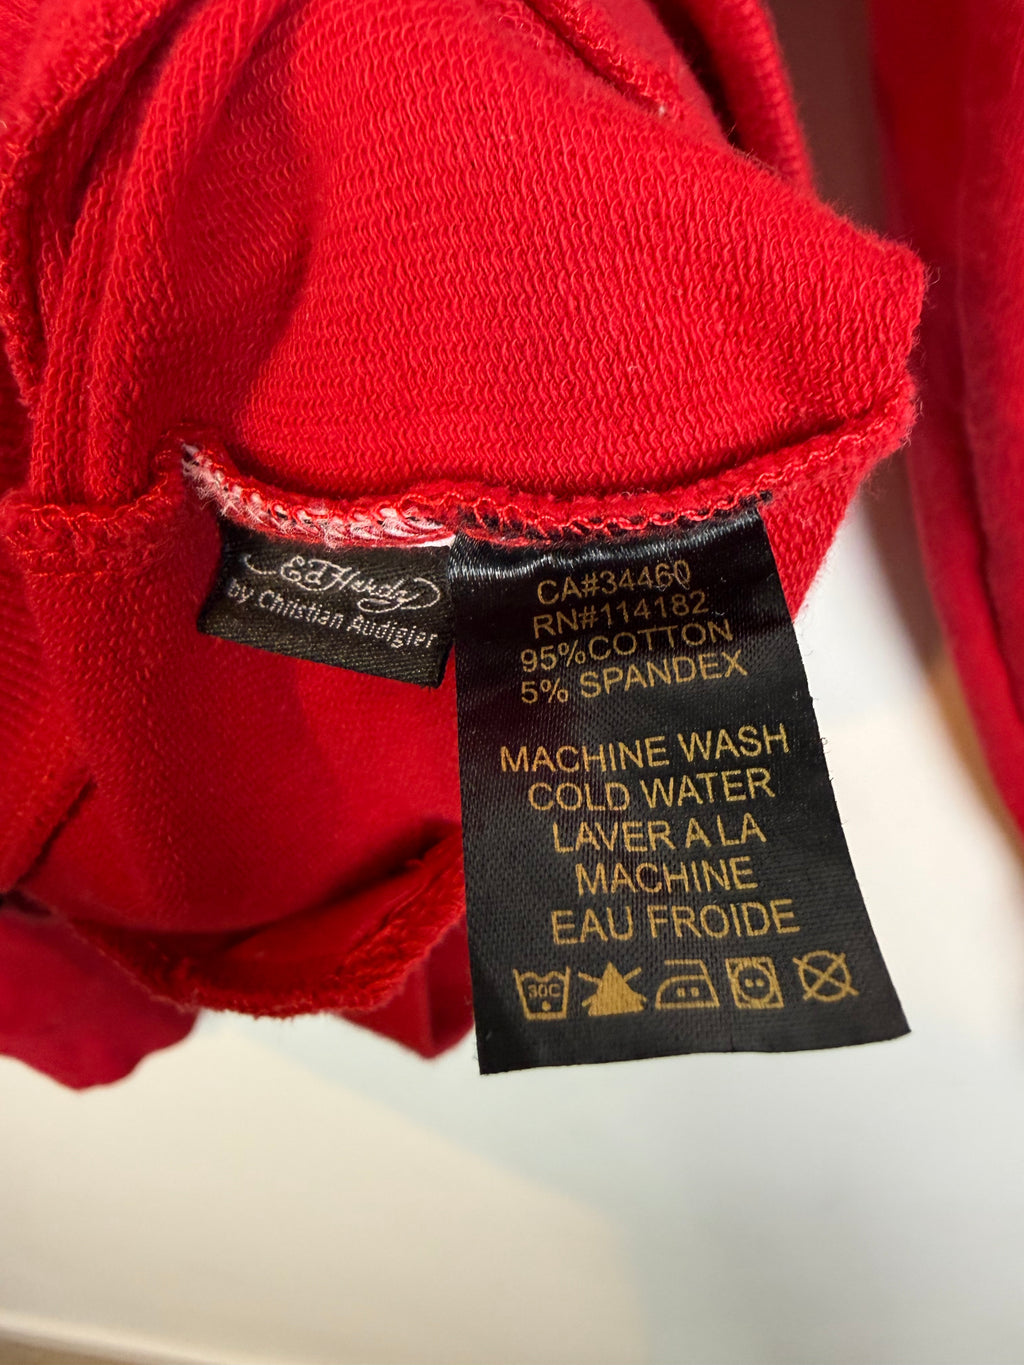 Ed Hardy
by Christian Audigier
CA#34460
RN#114182
95%COTTON
5% SPANDEX
MACHINE WASH
COLD WATER
LAVER A LA
MACHINE
EAU FROIDE
30C